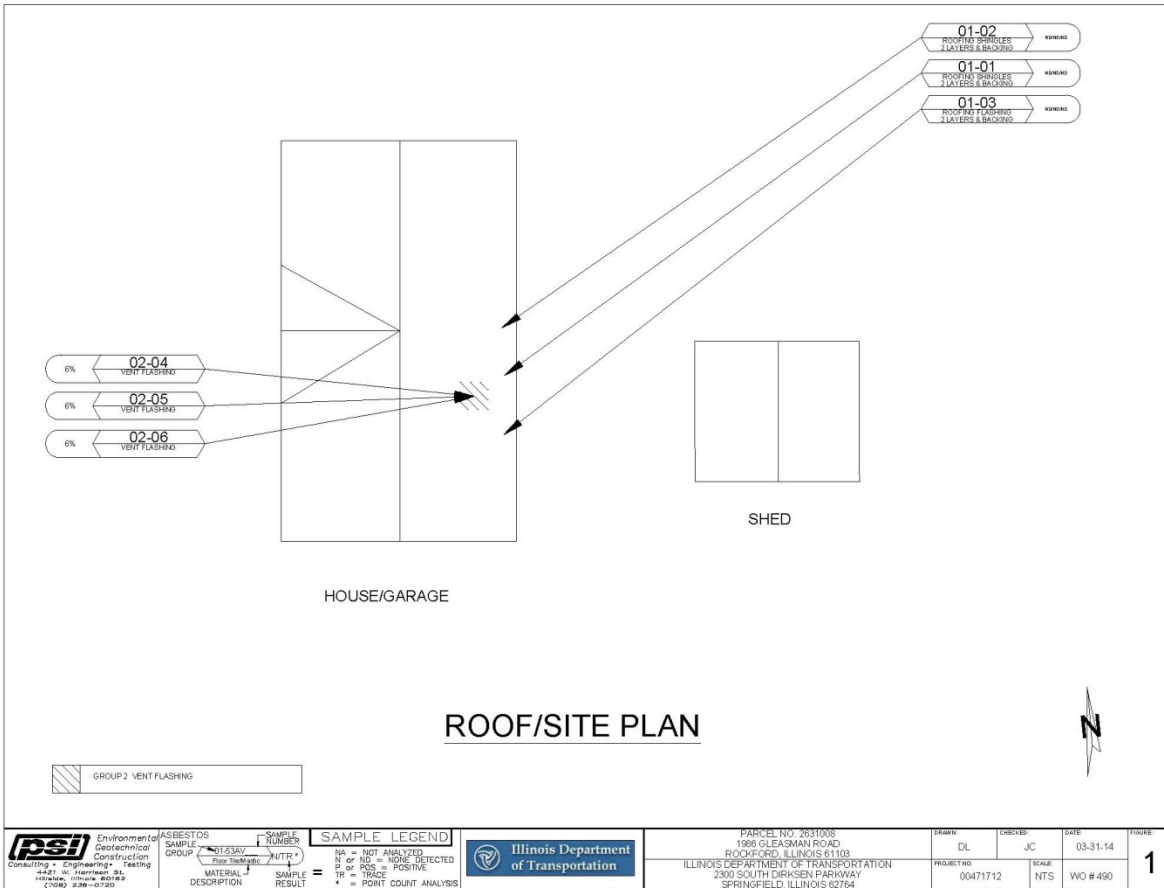 01-02
ROOFING SHINGLES
2 LAYERS & BACKING
ND/ND/ND
01-01
ROOFING SHINGLES
2 LAYERS & BACKING
ND/ND/ND
01-03
ROOFING FLASHING
2 LAYERS & BACKING
ND/ND/ND
6%
02-04
VENT FLASHING
6%
02-05
VENT FLASHING
6%
02-06
VENT FLASHING
SHED
HOUSE/GARAGE
ROOF/SITE PLAN
N
GROUP 2 VENT FLASHING
psi
Environmental
Geotechnical
Construction
Consulting • Engineering • Testing
4421 W. Harrison St.
Hillside, Illinois 60162
(708) 236-0720
ASBESTOS
SAMPLE
GROUP
SAMPLE
NUMBER
01-53AV
Floor Tile/Mastic
N/TR*
MATERIAL
DESCRIPTION
SAMPLE
RESULT
=
SAMPLE LEGEND
NA = NOT ANALYZED
N or ND = NONE DETECTED
P or POS = POSITIVE
TR = TRACE
* = POINT COUNT ANALYSIS
Illinois Department
of Transportation
PARCEL NO. 2631008
1986 GLEASMAN ROAD
ROCKFORD, ILLINOIS 61103
ILLINOIS DEPARTMENT OF TRANSPORTATION
2300 SOUTH DIRKSEN PARKWAY
SPRINGFIELD, ILLINOIS 62764
DRAWN:
DL
CHECKED:
JC
DATE:
03-31-14
FIGURE:
1
PROJECT NO.
00471712
SCALE
NTS
WO # 490